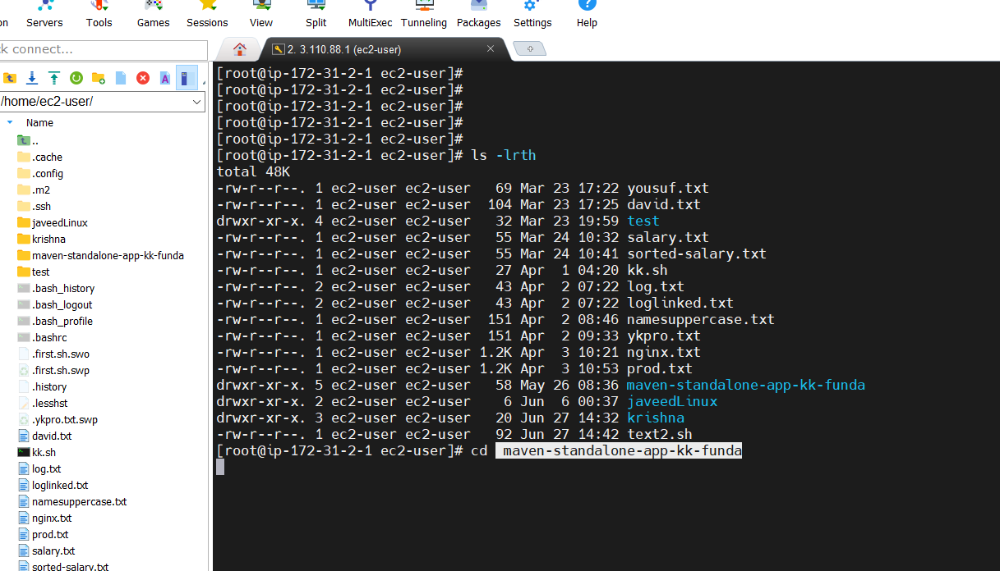 on Servers Tools Games Sessions View Split MultiExec Tunneling Packages Settings Help
ck connect...
2. 3.110.88.1 (ec2-user)
/home/ec2-user/
Name
..
.cache
.config
.m2
.ssh
javeedLinux
krishna
maven-standalone-app-kk-funda
test
.bash_history
.bash_logout
.bash_profile
.bashrc
.first.sh.swo
.first.sh.swp
.history
.lesshst
.ykpro.txt.swp
david.txt
kk.sh
log.txt
loglinked.txt
namesuppercase.txt
nginx.txt
prod.txt
salary.txt
sorted-salary.txt
[root@ip-172-31-2-1 ec2-user]#
[root@ip-172-31-2-1 ec2-user]#
[root@ip-172-31-2-1 ec2-user]#
[root@ip-172-31-2-1 ec2-user]#
[root@ip-172-31-2-1 ec2-user]#
[root@ip-172-31-2-1 ec2-user]# ls -lrth
total 48K
-rw-r--r--. 1 ec2-user ec2-user   69 Mar 23 17:22 yousuf.txt
-rw-r--r--. 1 ec2-user ec2-user  104 Mar 23 17:25 david.txt
drwxr-xr-x. 4 ec2-user ec2-user   32 Mar 23 19:59 test
-rw-r--r--. 1 ec2-user ec2-user   55 Mar 24 10:32 salary.txt
-rw-r--r--. 1 ec2-user ec2-user   55 Mar 24 10:41 sorted-salary.txt
-rw-r--r--. 1 ec2-user ec2-user   27 Apr  1 04:20 kk.sh
-rw-r--r--. 2 ec2-user ec2-user   43 Apr  2 07:22 log.txt
-rw-r--r--. 2 ec2-user ec2-user   43 Apr  2 07:22 loglinked.txt
-rw-r--r--. 1 ec2-user ec2-user  151 Apr  2 08:46 namesuppercase.txt
-rw-r--r--. 1 ec2-user ec2-user  151 Apr  2 09:33 ykpro.txt
-rw-r--r--. 1 ec2-user ec2-user 1.2K Apr  3 10:21 nginx.txt
-rw-r--r--. 1 ec2-user ec2-user 1.2K Apr  3 10:53 prod.txt
drwxr-xr-x. 5 ec2-user ec2-user   58 May 26 08:36 maven-standalone-app-kk-funda
drwxr-xr-x. 2 ec2-user ec2-user    6 Jun  6 00:37 javeedLinux
drwxr-xr-x. 3 ec2-user ec2-user   20 Jun 27 14:32 krishna
-rw-r--r--. 1 ec2-user ec2-user   92 Jun 27 14:42 text2.sh
[root@ip-172-31-2-1 ec2-user]# cd  maven-standalone-app-kk-funda